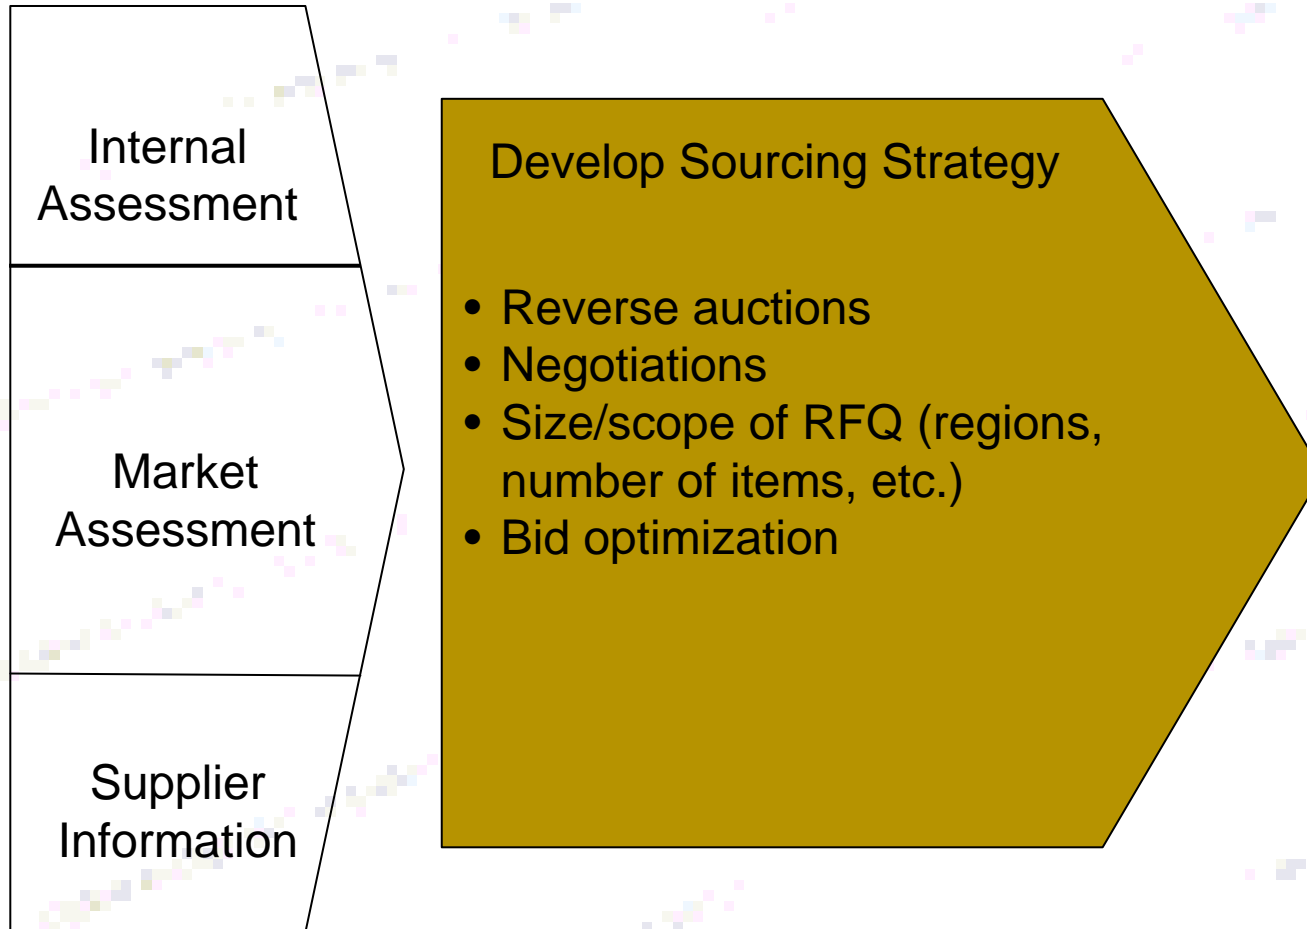 Internal
Assessment
Market
Assessment
Supplier
Information
Develop Sourcing Strategy
• Reverse auctions
• Negotiations
• Size/scope of RFQ (regions,
number of items, etc.)
• Bid optimization